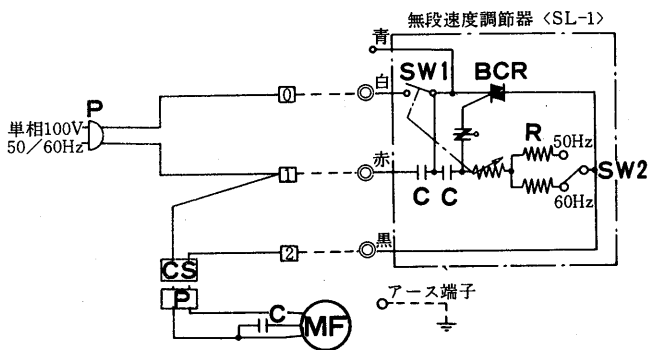 無段速度調節器〈SL-1〉
青
白
SW1
BCR
P
0
単相100V
50/60Hz
R
50Hz
赤
1
SW2
C
C
60Hz
黒
2
CS
P
アース端子
C
MF